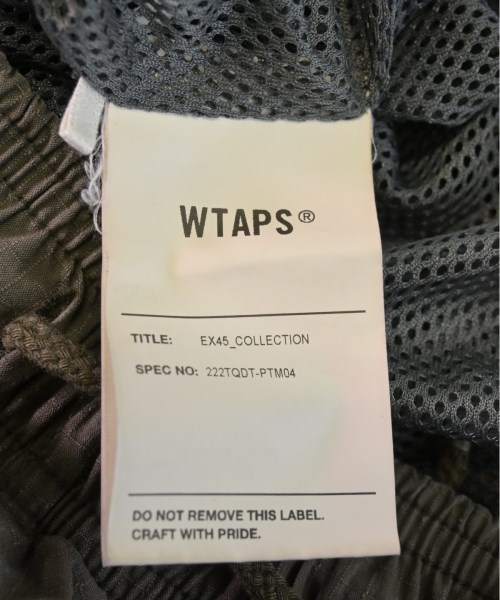 WTAPS®
TITLE: EX45_COLLECTION
SPEC NO: 222TQDT-PTM04
DO NOT REMOVE THIS LABEL.
CRAFT WITH PRIDE.